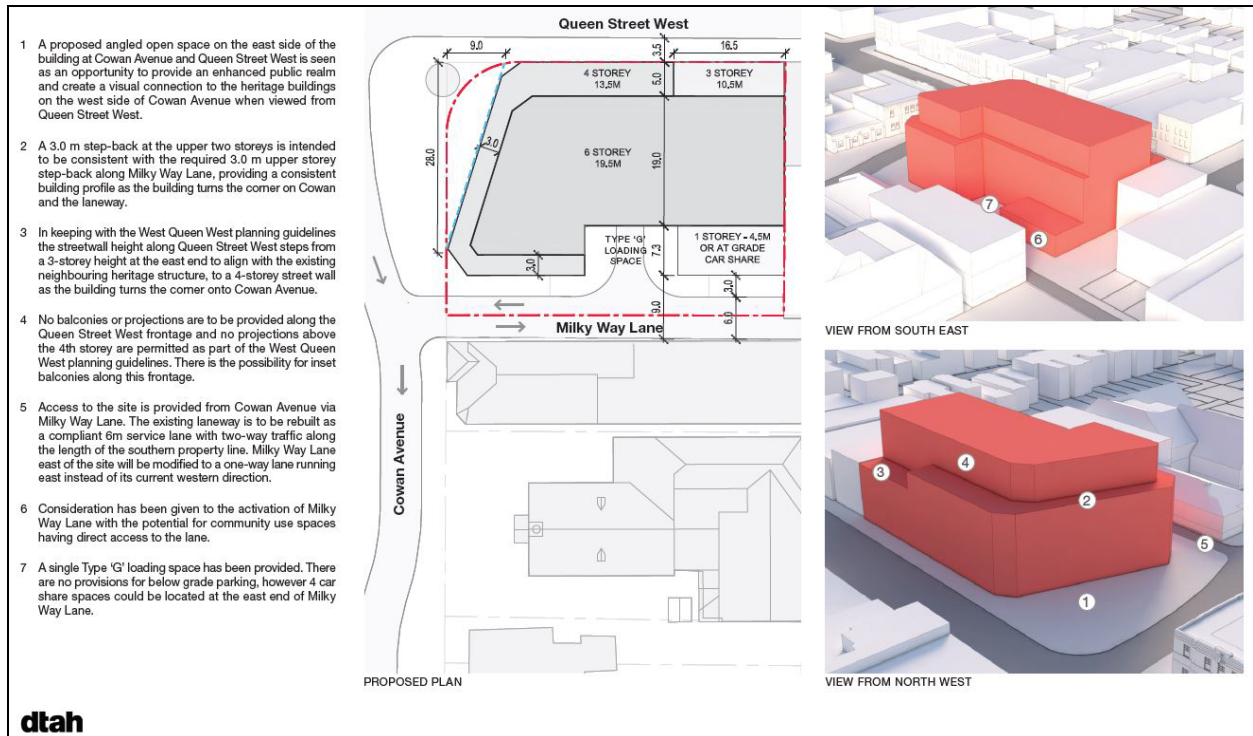 1 A proposed angled open space on the east side of the
building at Cowan Avenue and Queen Street West is seen
as an opportunity to provide an enhanced public realm
and create a visual connection to the heritage buildings
on the west side of Cowan Avenue when viewed from
Queen Street West.
2 A 3.0 m step-back at the upper two storeys is intended
to be consistent with the required 3.0 m upper storey
step-back along Milky Way Lane, providing a consistent
building profile as the building turns the corner on Cowan
and the laneway.
3 In keeping with the West Queen West planning guidelines
the streetwall height along Queen Street West steps from
a 3-storey height at the east end to align with the existing
neighbouring heritage structure, to a 4-storey street wall
as the building turns the corner onto Cowan Avenue.
4 No balconies or projections are to be provided along the
Queen Street West frontage and no projections above
the 4th storey are permitted as part of the West Queen
West planning guidelines. There is the possibility for inset
balconies along this frontage.
5 Access to the site is provided from Cowan Avenue via
Milky Way Lane. The existing laneway is to be rebuilt as
a compliant 6m service lane with two-way traffic along
the length of the southern property line. Milky Way Lane
east of the site will be modified to a one-way lane running
east instead of its current western direction.
6 Consideration has been given to the activation of Milky
Way Lane with the potential for community use spaces
having direct access to the lane.
7 A single Type 'G' loading space has been provided. There
are no provisions for below grade parking, however 4 car
share spaces could be located at the east end of Milky
Way Lane.
dtah
Queen Street West
9.0
3.5
16.5
4 STOREY
13.5M
5.0
3 STOREY
10.5M
28.0
3.0
6 STOREY
19.5M
19.0
TYPE 'G'
LOADING
SPACE
7.3
1 STOREY - 4.5M
OR AT GRADE
CAR SHARE
3.0
3.0
9.0
6.0
Milky Way Lane
Cowan Avenue
PROPOSED PLAN
7
6
VIEW FROM SOUTH EAST
3
4
2
5
1
VIEW FROM NORTH WEST